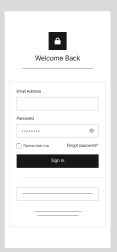 Welcome Back
Email Address
Password
Remember me
Forgot password?
Sign In